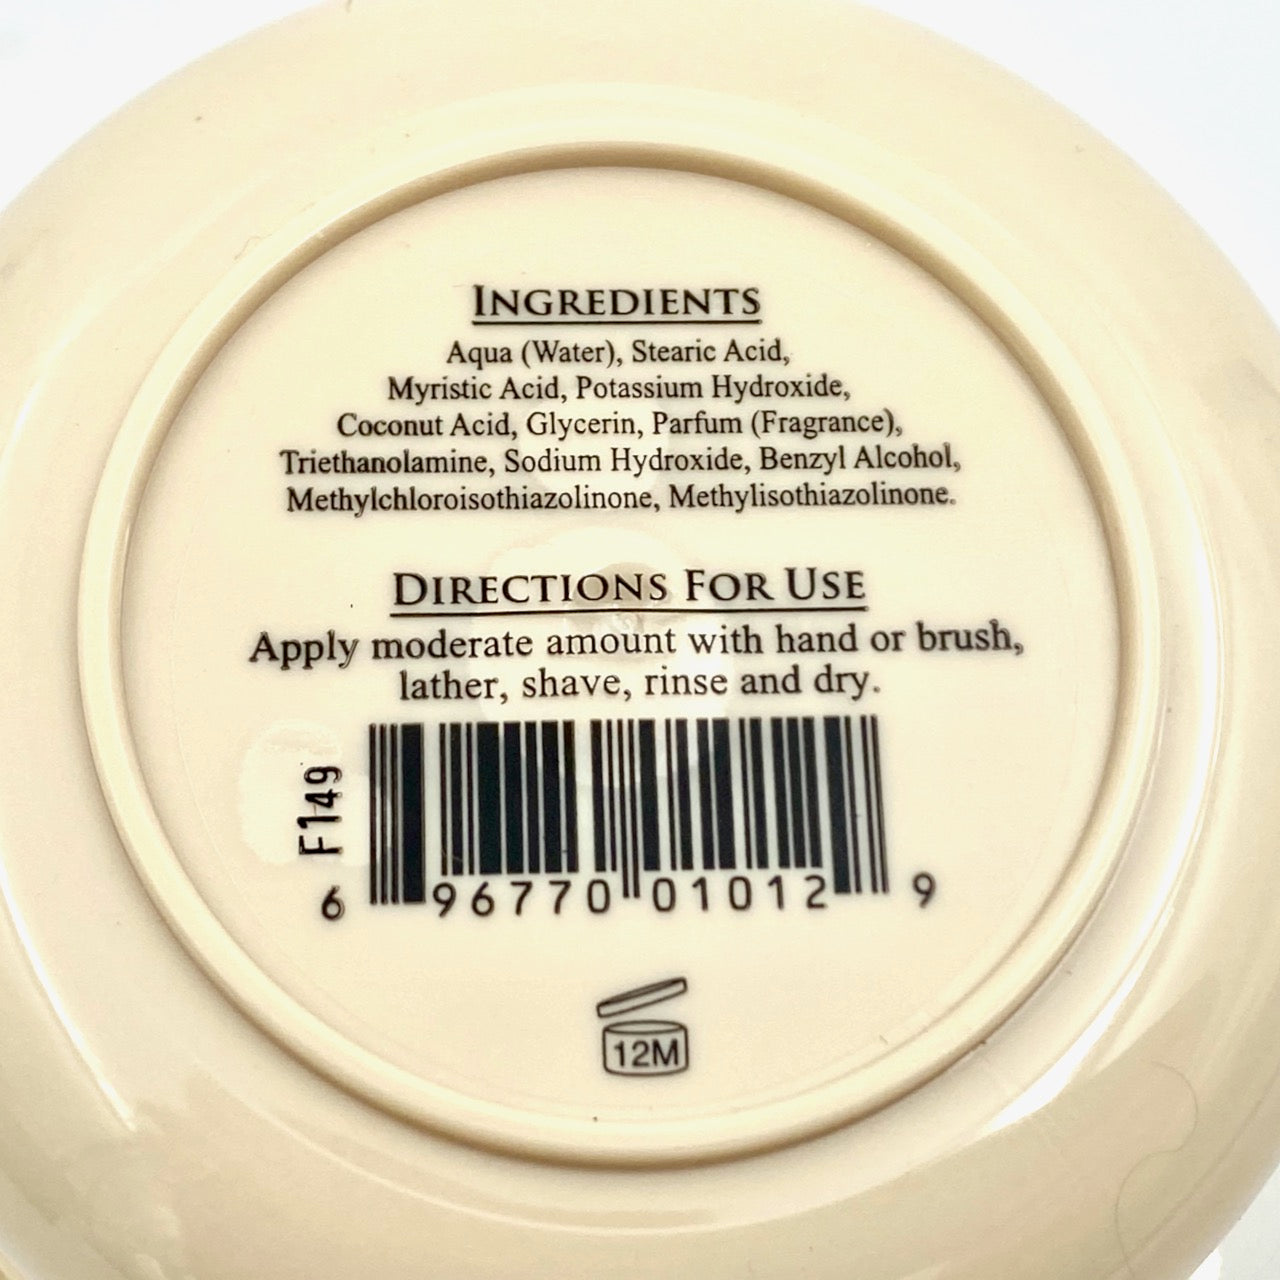 INGREDIENTS
Aqua (Water), Stearic Acid,
Myristic Acid, Potassium Hydroxide,
Coconut Acid, Glycerin, Parfum (Fragrance),
Triethanolamine, Sodium Hydroxide, Benzyl Alcohol,
Methylchloroisothiazolinone, Methylisothiazolinone.
DIRECTIONS FOR USE
Apply moderate amount with hand or brush,
lather, shave, rinse and dry.
F149
6 96770 01012 9
12M